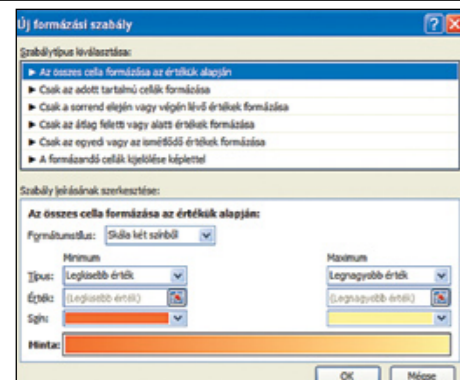 Új formázási szabály
Szabálytípus kiválasztása:
► Az összes cella formázása az értékük alapján
► Csak az adott tartalmú cellák formázása
► Csak a sorrend elején vagy végén lévő értékek formázása
► Csak az átlag feletti vagy alatti értékek formázása
► Csak az egyedi vagy az ismétlődő értékek formázása
► A formázandó cellák kijelölése képlettel
Szabály leírásának szerkesztése:
Az összes cella formázása az értékük alapján:
Formátumstílus: Skála két színből
Minimum Maximum
Típus: Legkisebb érték Legnagyobb érték
Érték: (Legkisebb érték) (Legnagyobb érték)
Szín:
Minta:
OK Mégse